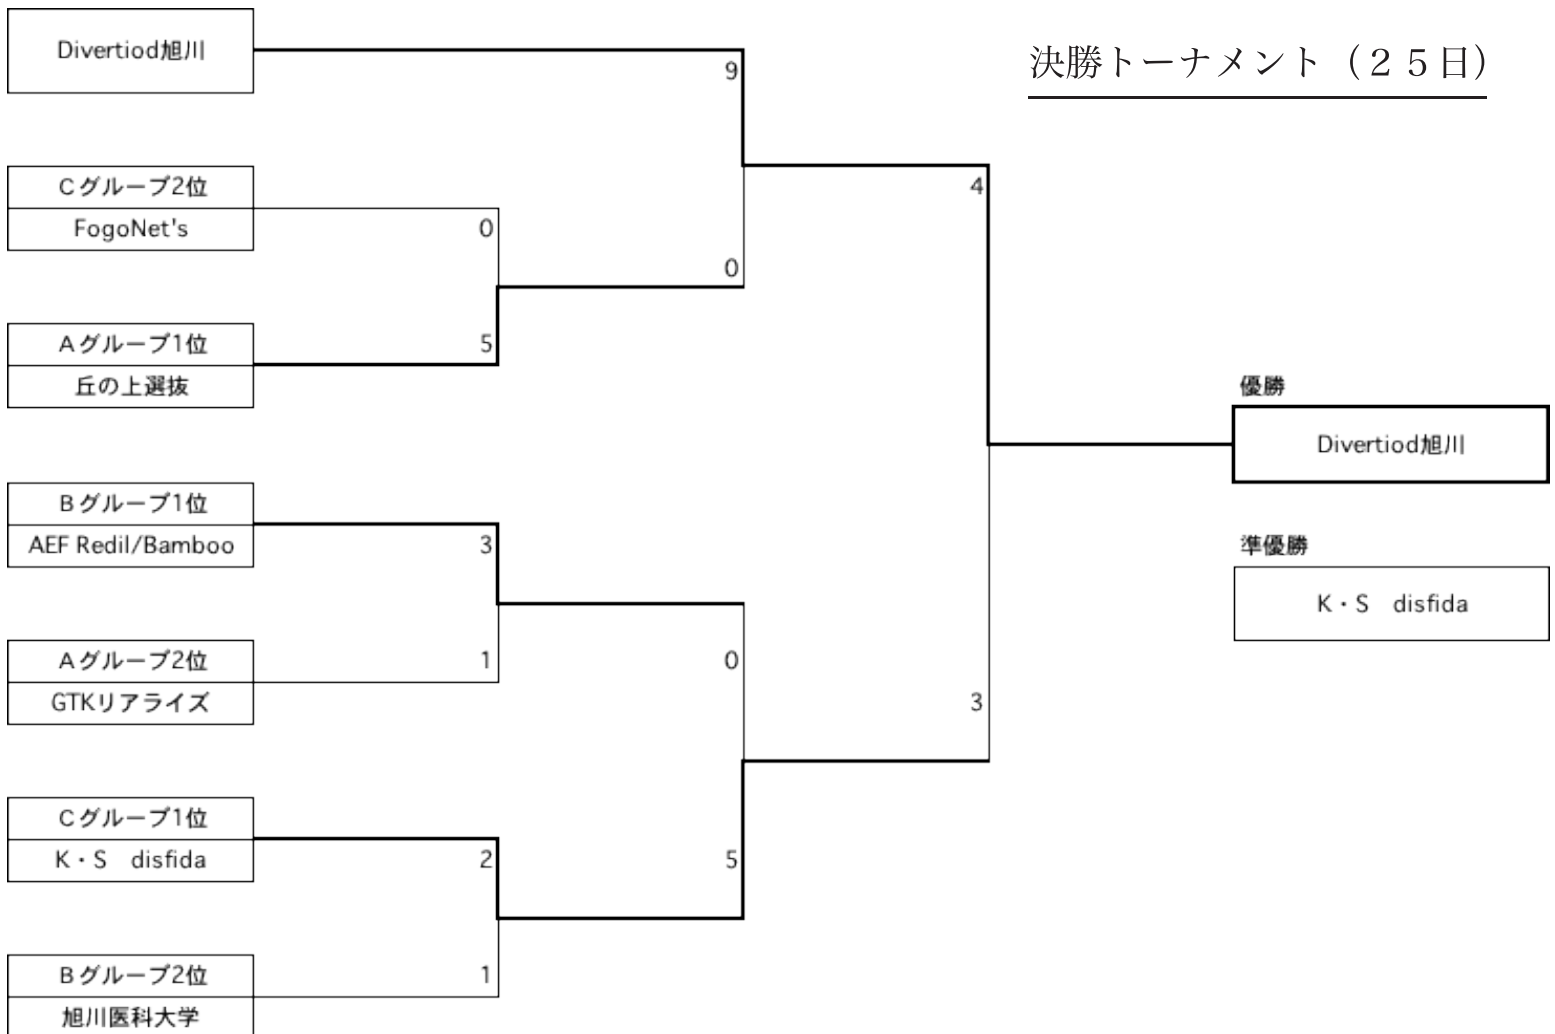 決勝トーナメント（２５日）
Divertiod旭川
9
Cグループ2位
FogoNet's
0
0
Aグループ1位
丘の上選抜
5
4
Bグループ1位
AEF Redil/Bamboo
3
Aグループ2位
GTKリアライズ
1
0
3
Cグループ1位
K・S　disfida
2
5
Bグループ2位
旭川医科大学
1
優勝
Divertiod旭川
準優勝
K・S　disfida